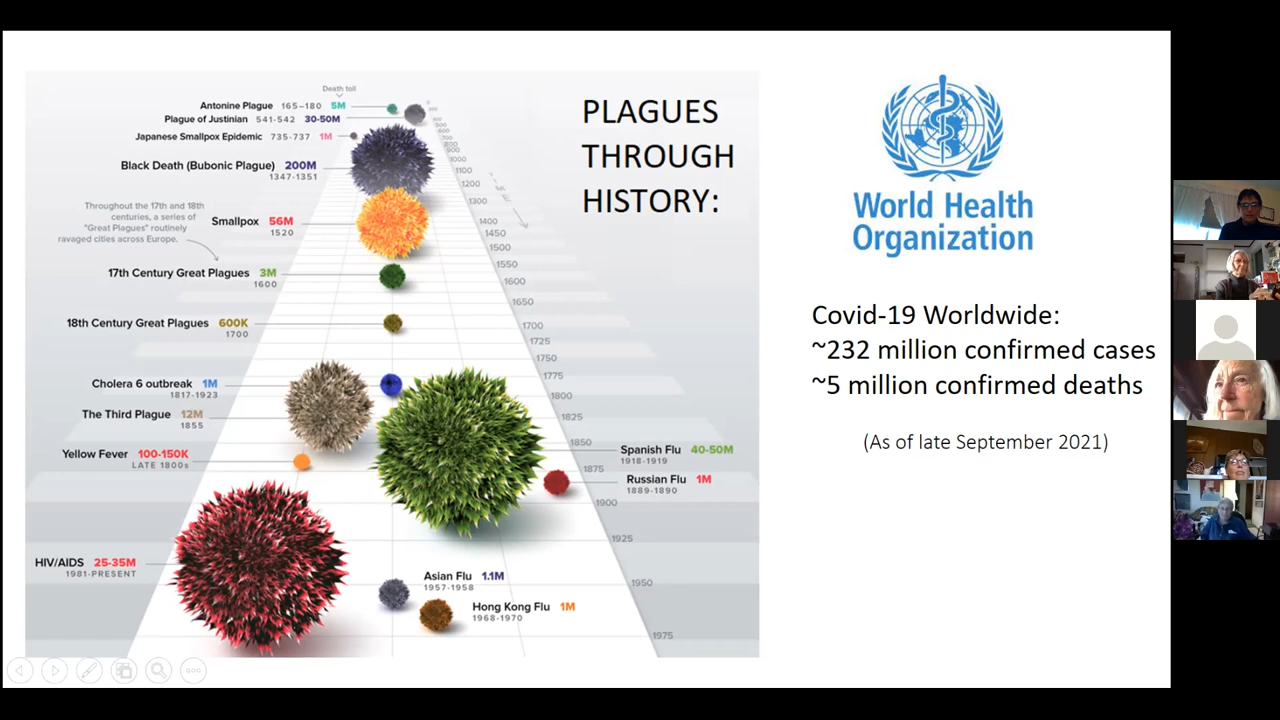 Death toll
Antonine Plague 165–180 5M
Plague of Justinian 541-542 30-50M
Japanese Smallpox Epidemic 735-737 1M
Black Death (Bubonic Plague) 200M
1347-1351
Throughout the 17th and 18th
centuries, a series of
"Great Plagues" routinely
ravaged cities across Europe.
Smallpox 56M
1520
17th Century Great Plagues 3M
1600
18th Century Great Plagues 600K
1700
Cholera 6 outbreak 1M
1817-1923
The Third Plague 12M
1855
Yellow Fever 100-150K
LATE 1800s
HIV/AIDS 25-35M
1981-PRESENT
Spanish Flu 40-50M
1918-1919
Russian Flu 1M
1889-1890
Asian Flu 1.1M
1957-1958
Hong Kong Flu 1M
1968-1970
900
1000
1100
1200
1300
1400
1450
1500
1550
1600
1650
1700
1725
1750
1775
1800
1825
1850
1875
1900
1925
1950
1975
PLAGUES
THROUGH
HISTORY:
World Health
Organization
Covid-19 Worldwide:
~232 million confirmed cases
~5 million confirmed deaths
(As of late September 2021)